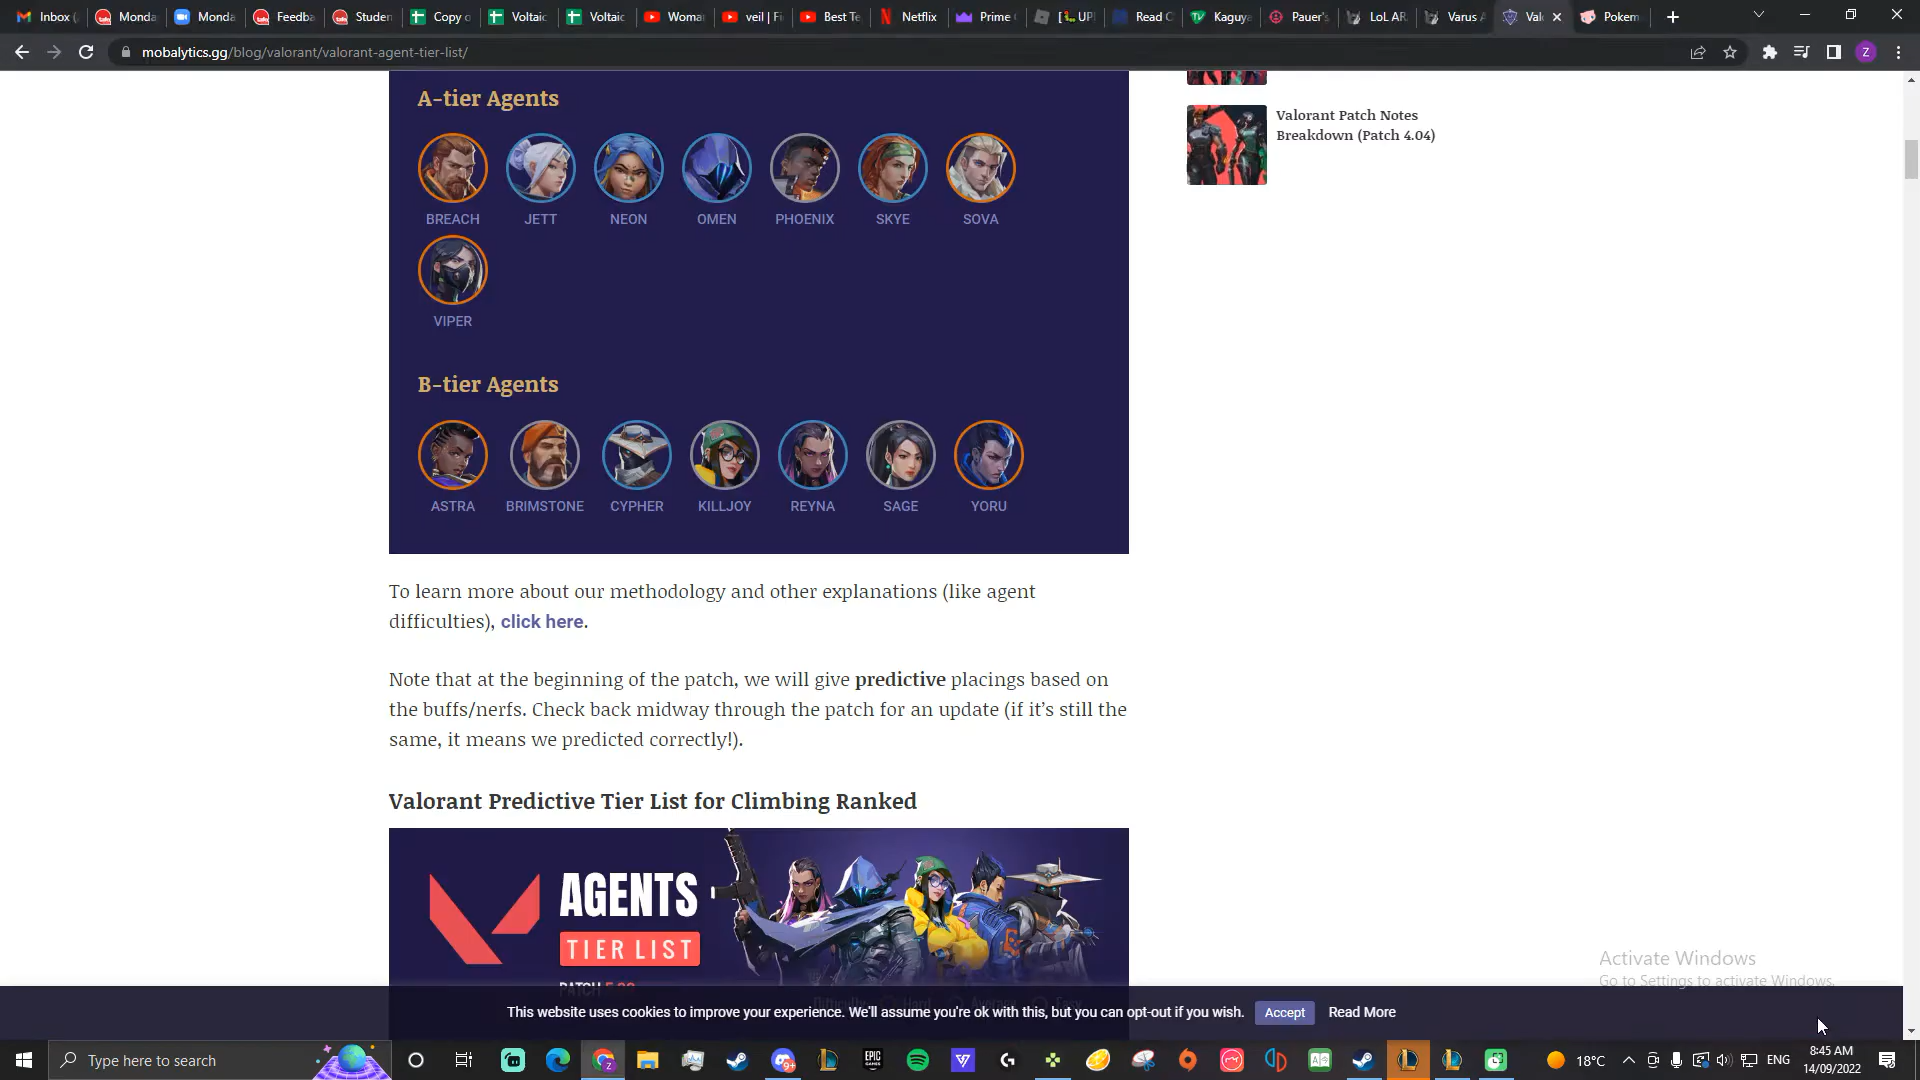 Inbox (
Monda
Monda
Feedba
Studen
Copy o
Voltaic
Voltaic
Woma
veil | Fi
Best Te
Netflix
Prime
[🐛UP
Read C
Kaguya
Pauer's
LoL AR
Varus A
Val
Pokem
mobalytics.gg/blog/valorant/valorant-agent-tier-list/
Z
A-tier Agents
BREACH JETT NEON OMEN PHOENIX SKYE SOVA
VIPER
B-tier Agents
ASTRA BRIMSTONE CYPHER KILLJOY REYNA SAGE YORU
Valorant Patch Notes
Breakdown (Patch 4.04)
To learn more about our methodology and other explanations (like agent
difficulties), click here.
Note that at the beginning of the patch, we will give predictive placings based on
the buffs/nerfs. Check back midway through the patch for an update (if it's still the
same, it means we predicted correctly!).
Valorant Predictive Tier List for Climbing Ranked
AGENTS
TIER LIST
Activate Windows
Go to Settings to activate Windows.
This website uses cookies to improve your experience. We'll assume you're ok with this, but you can opt-out if you wish. Accept Read More
Type here to search
EPIC
GAMES
18°C
ENG
8:45 AM
14/09/2022